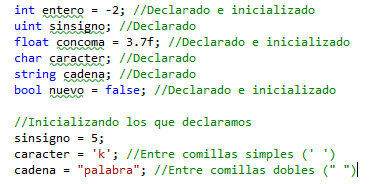 int entero = -2; //Declarado e inicializado
uint sinsigno; //Declarado
float concoma = 3.7f; //Declarado e inicializado
char caracter; //Declarado
string cadena; //Declarado
bool nuevo = false; //Declarado e inicializado
//Inicializando los que declaramos
sinsigno = 5;
caracter = 'k'; //Entre comillas simples (' ')
cadena = "palabra"; //Entre comillas dobles (" ")